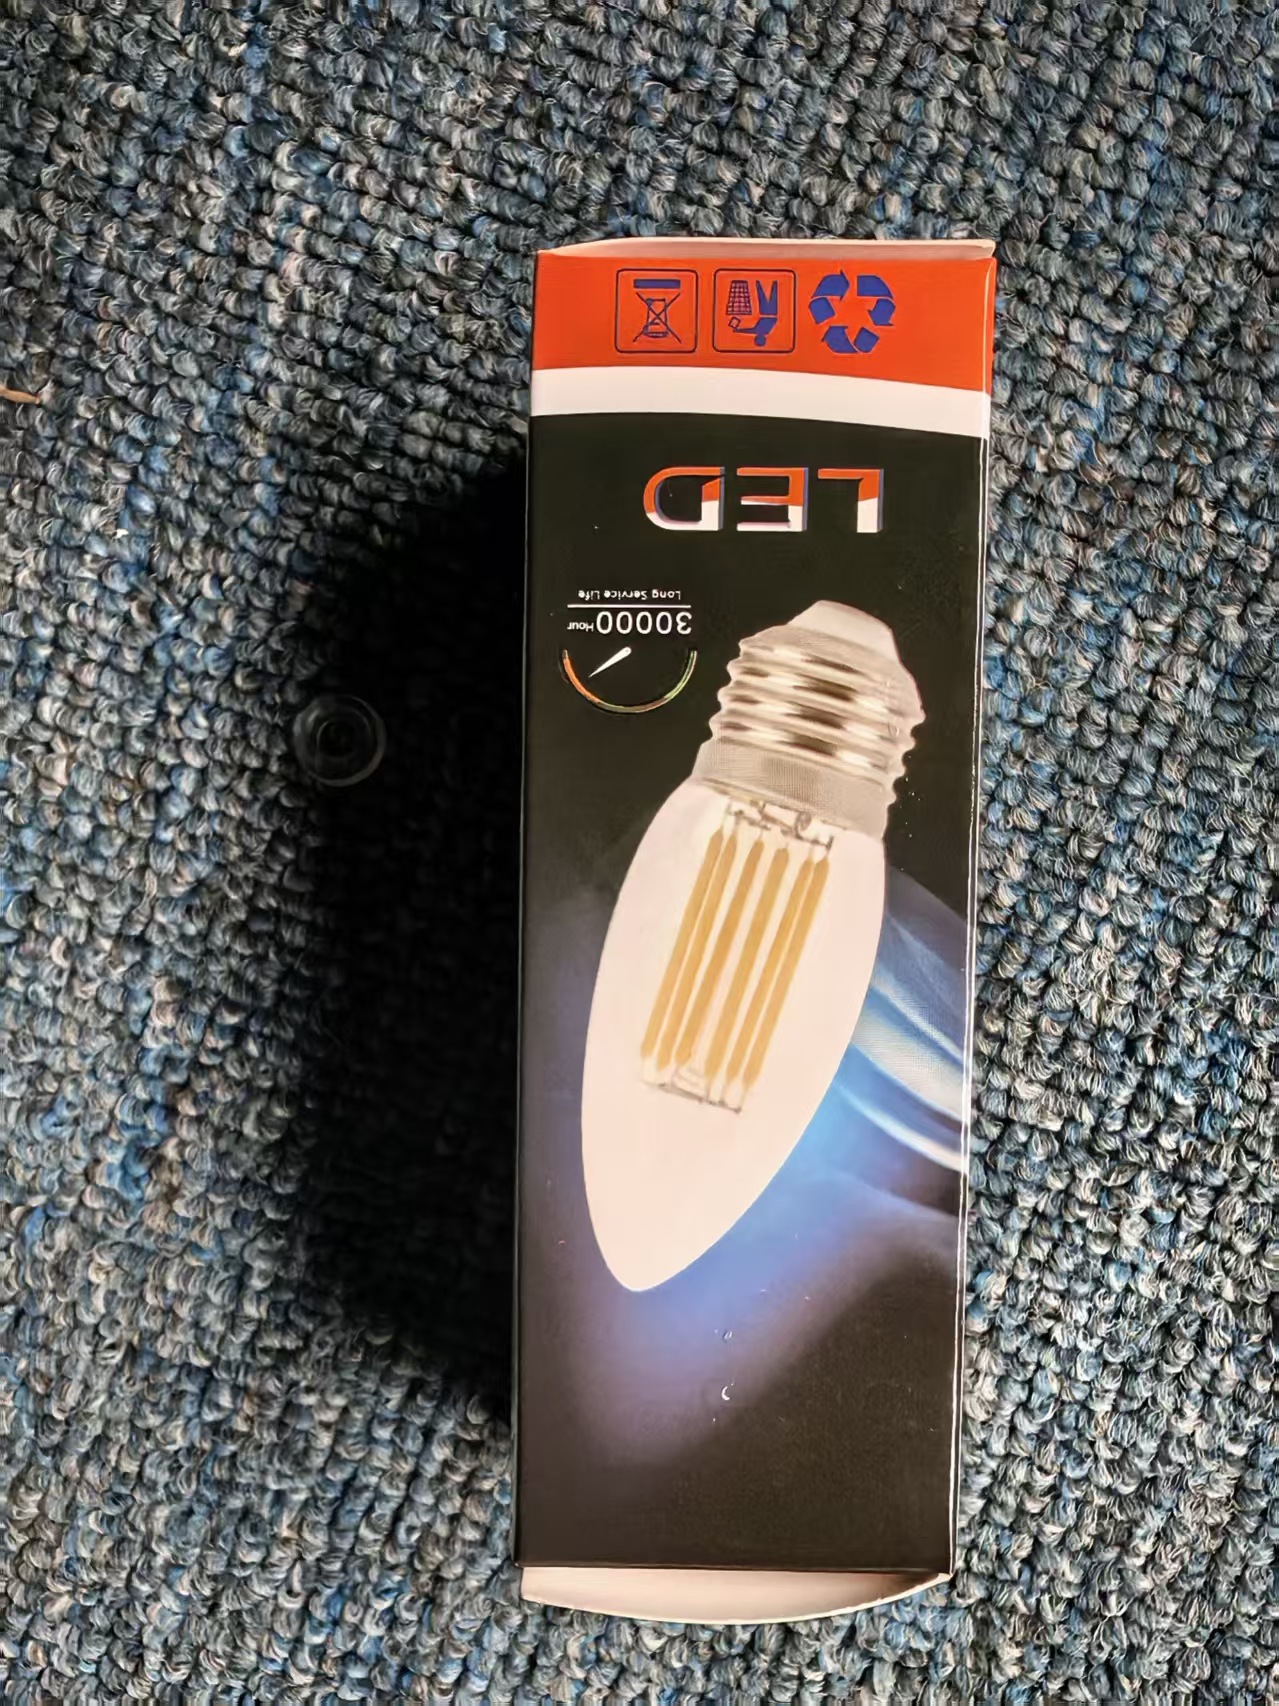 LED
30000Hour
Long Service Life